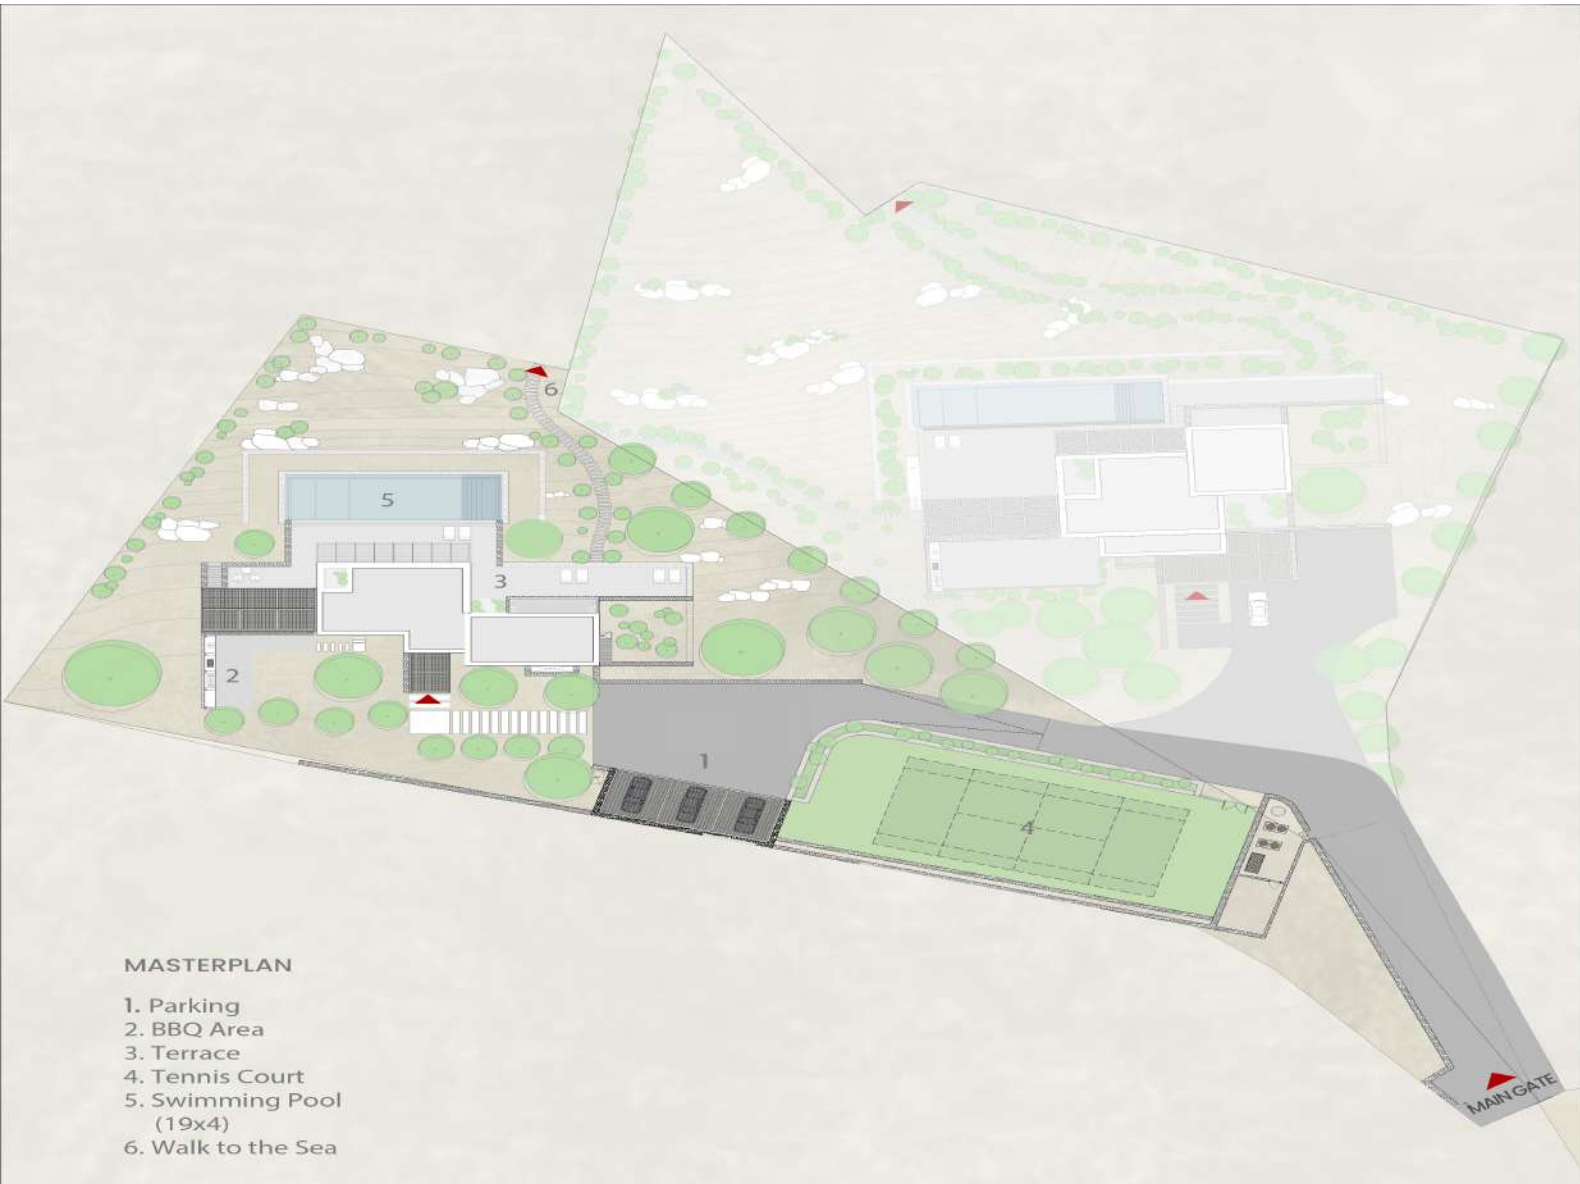 6
5
3
2
1
4
MAIN GATE
MASTERPLAN
1. Parking
2. BBQ Area
3. Terrace
4. Tennis Court
5. Swimming Pool
(19x4)
6. Walk to the Sea